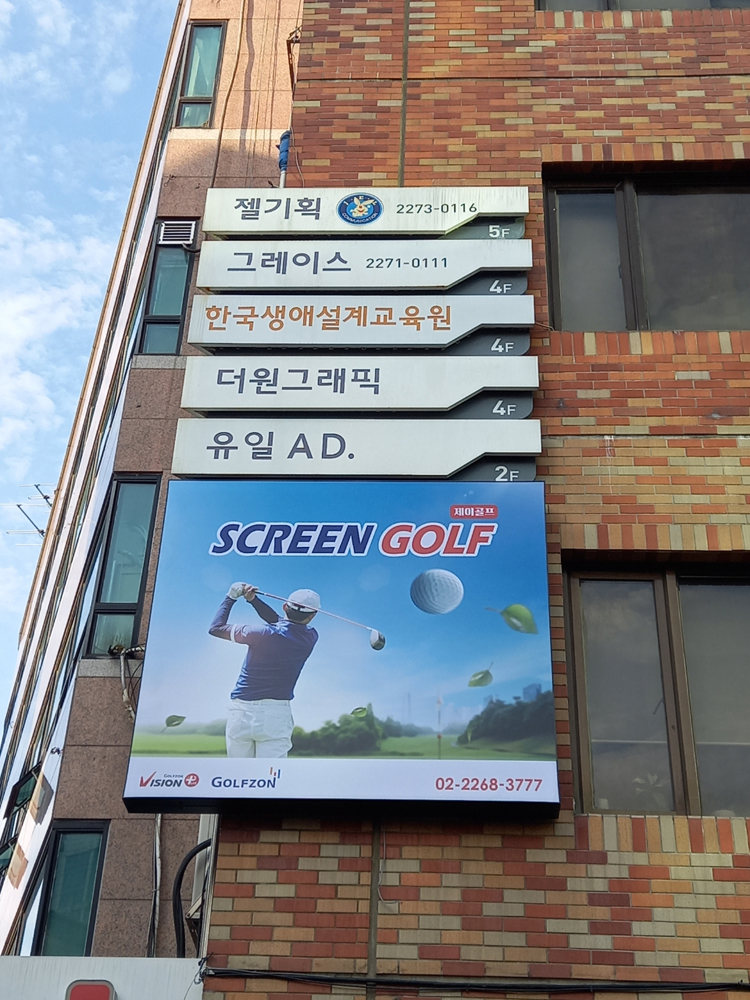 젤기획 2273-0116
5F
그레이스 2271-0111
4F
한국생애설계교육원
4F
더원그래픽
4F
유일 AD.
2F
제이골프
SCREEN GOLF
GOLFZON
VISION GOLFZON 02-2268-3777